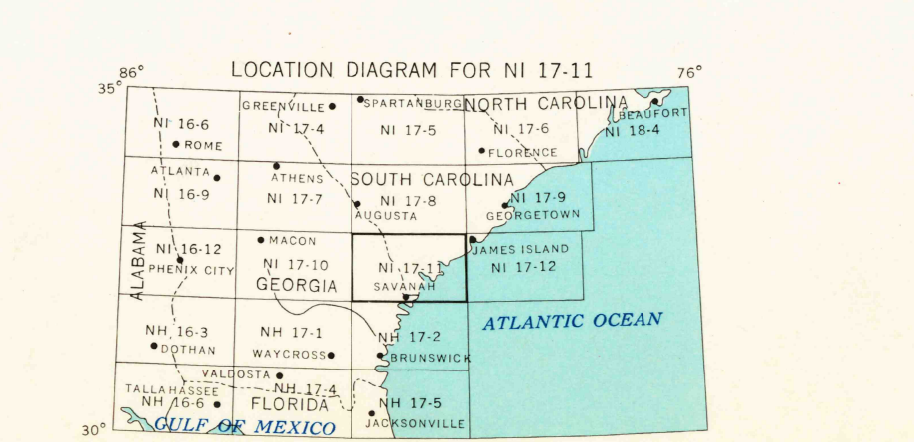 LOCATION DIAGRAM FOR NI 17-11
86°
76°
35°
GREENVILLE
SPARTANBURG
NORTH CAROLINA
BEAUFORT
NI 16-6
NI 17-4
NI 17-5
NI 17-6
NI 18-4
ROME
FLORENCE
ATLANTA
ATHENS
SOUTH CAROLINA
NI 16-9
NI 17-7
NI 17-8
NI 17-9
AUGUSTA
GEORGETOWN
ALABAMA
NI 16-12
MACON
JAMES ISLAND
PHENIX CITY
NI 17-10
NI 17-11
NI 17-12
GEORGIA
SAVANAH
ATLANTIC OCEAN
NH 16-3
NH 17-1
NH 17-2
DOTHAN
WAYCROSS
BRUNSWICK
VALDOSTA
TALLAHASSEE
NH 17-4
NH 16-6
FLORIDA
NH 17-5
GULF OF MEXICO
JACKSONVILLE
30°